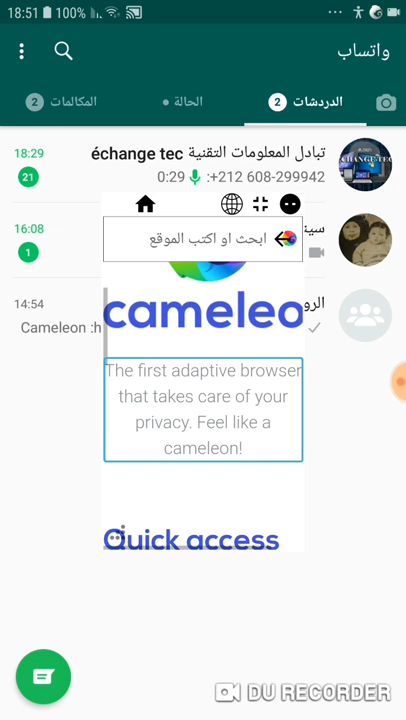 18:51 100%
واتساب
الدردشات 2
الحالة
المكالمات 2
تبادل المعلومات التقنية échange tec
18:29
+212 608-299942: 0:29
21
16:08
1
ابحث او اكتب الموقع
cameleo
14:54
Cameleon :h
The first adaptive browser
that takes care of your
privacy. Feel like a
cameleon!
Quick access
DU RECORDER